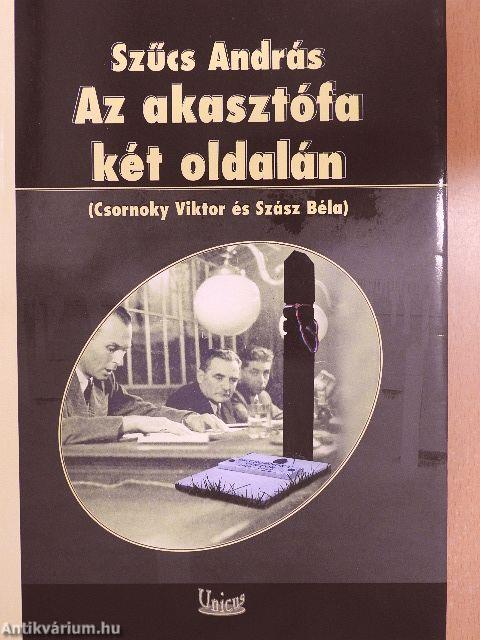 Szűcs András
Az akasztófa
két oldalán
(Csornoky Viktor és Szász Béla)
Unicus
Antikvárium.hu